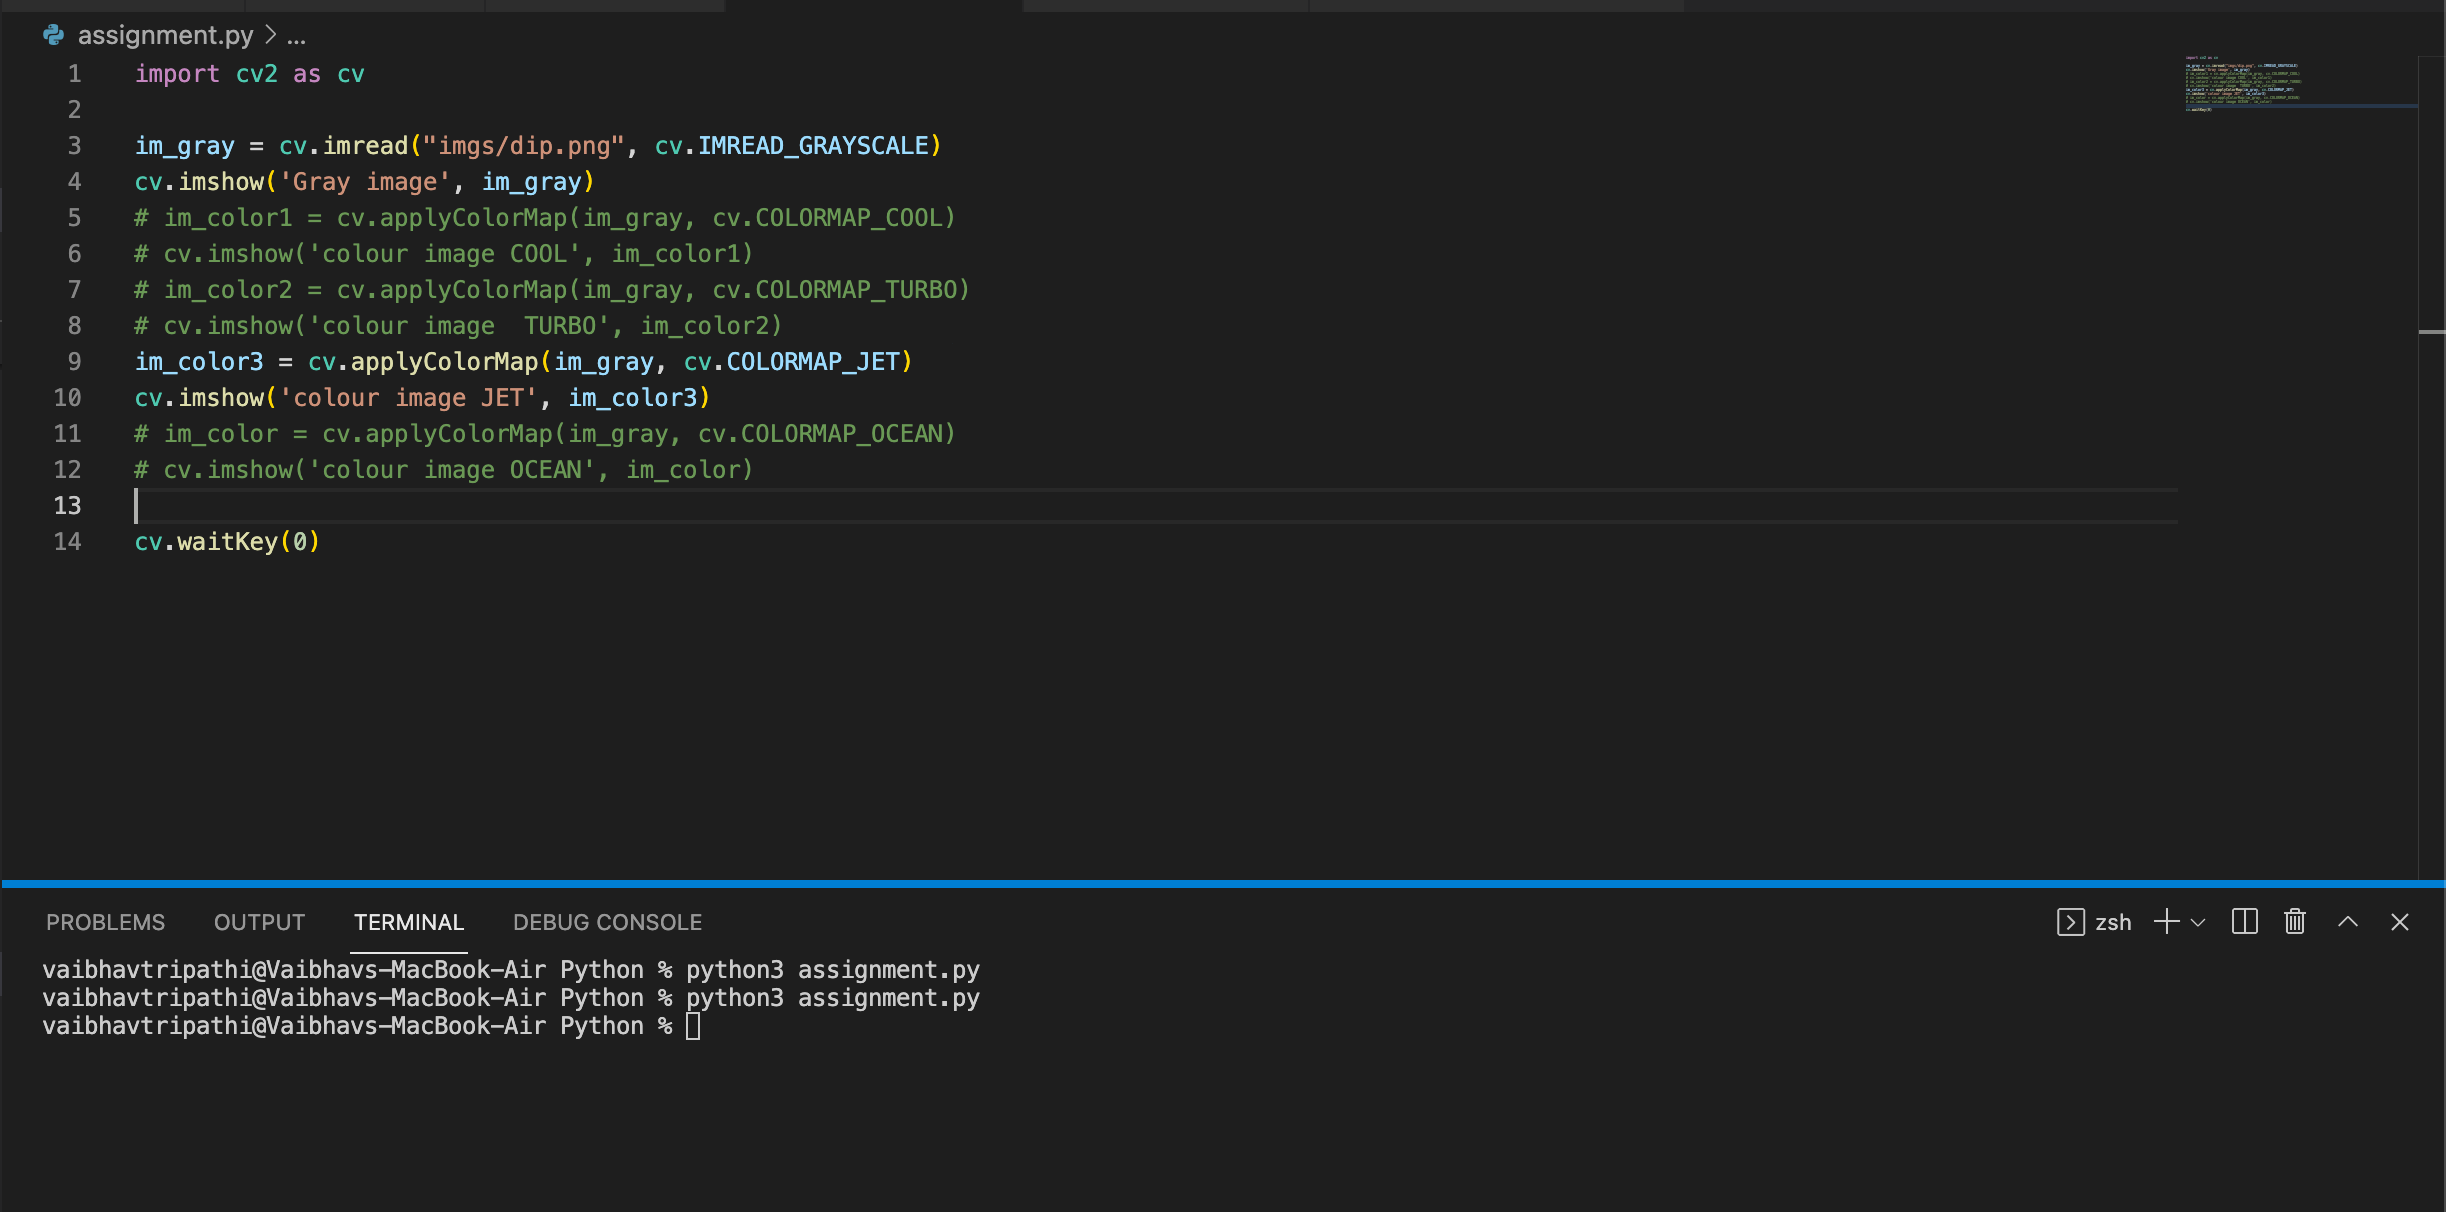 assignment.py > ...
1 import cv2 as cv
2
3 im_gray = cv.imread("imgs/dip.png", cv.IMREAD_GRAYSCALE)
4 cv.imshow('Gray image', im_gray)
5 # im_color1 = cv.applyColorMap(im_gray, cv.COLORMAP_COOL)
6 # cv.imshow('colour image COOL', im_color1)
7 # im_color2 = cv.applyColorMap(im_gray, cv.COLORMAP_TURBO)
8 # cv.imshow('colour image  TURBO', im_color2)
9 im_color3 = cv.applyColorMap(im_gray, cv.COLORMAP_JET)
10 cv.imshow('colour image JET', im_color3)
11 # im_color = cv.applyColorMap(im_gray, cv.COLORMAP_OCEAN)
12 # cv.imshow('colour image OCEAN', im_color)
13
14 cv.waitKey(0)
PROBLEMS OUTPUT TERMINAL DEBUG CONSOLE zsh
vaibhavtripathi@Vaibhavs-MacBook-Air Python % python3 assignment.py
vaibhavtripathi@Vaibhavs-MacBook-Air Python % python3 assignment.py
vaibhavtripathi@Vaibhavs-MacBook-Air Python %